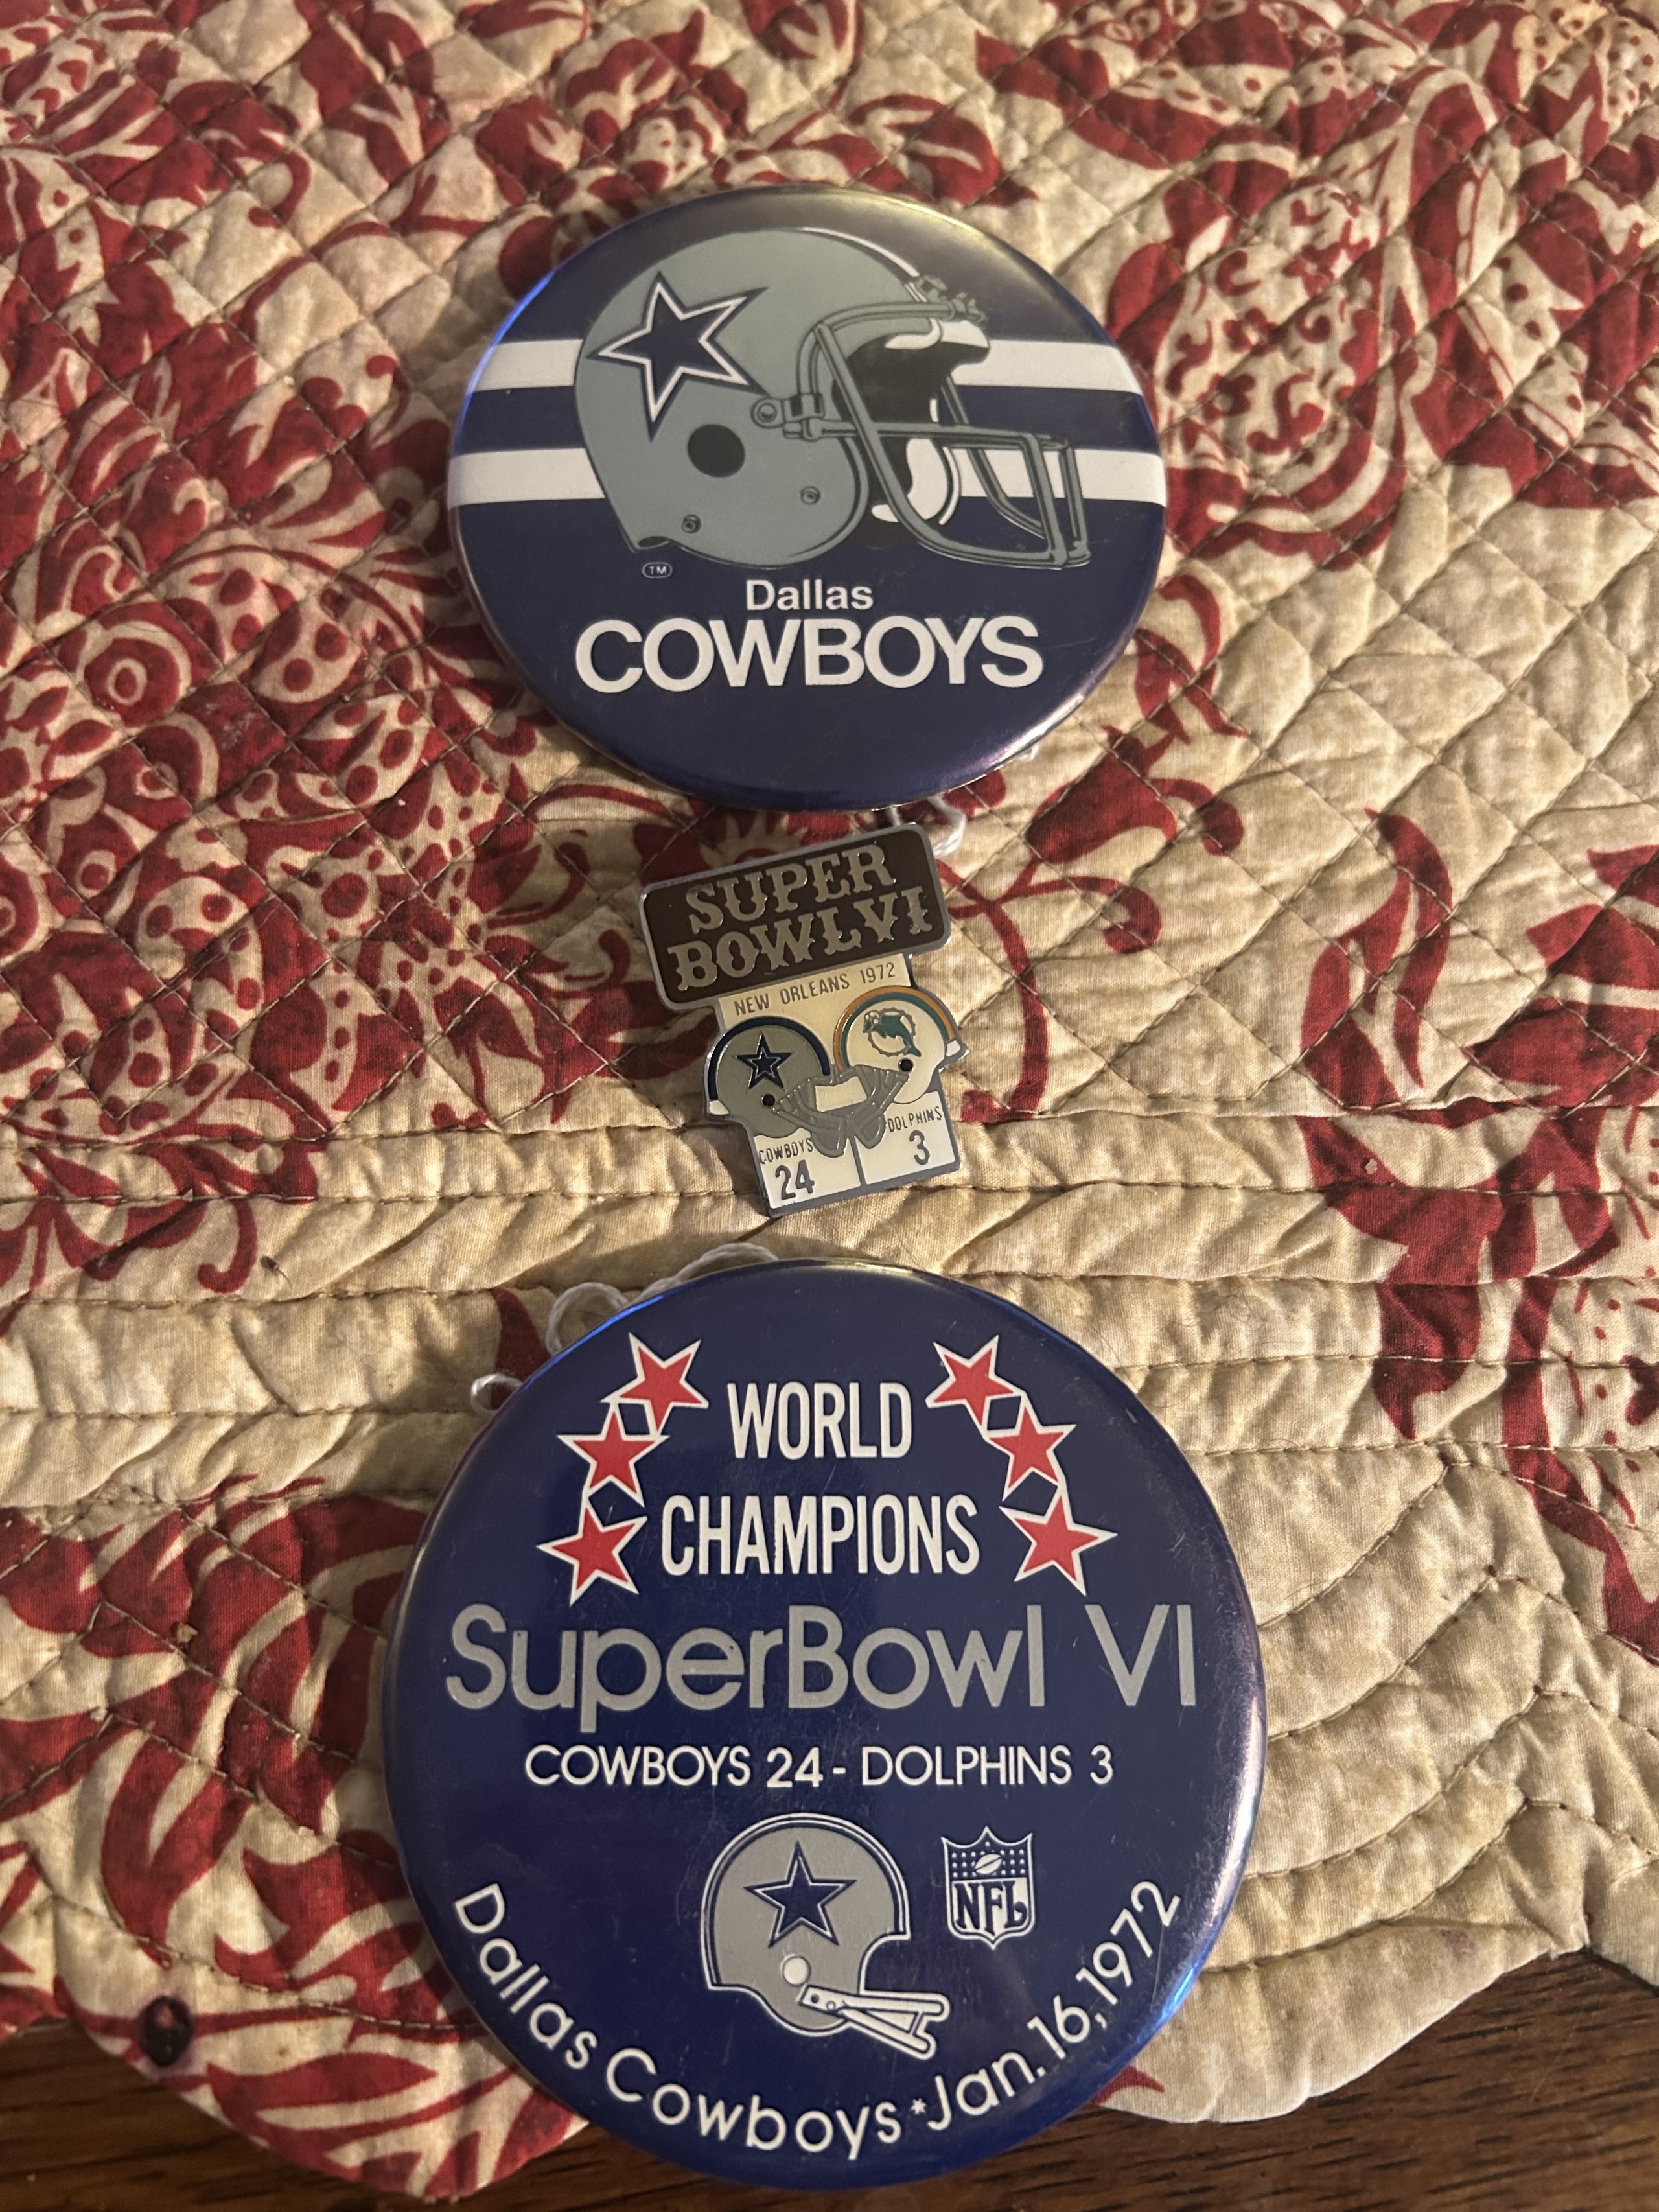 TM
Dallas
COWBOYS
SUPER
BOWL VI
NEW ORLEANS 1972
COWBOYS
24
DOLPHINS
3
WORLD
CHAMPIONS
SuperBowl VI
COWBOYS 24 - DOLPHINS 3
NFL
Dallas Cowboys * Jan. 16, 1972